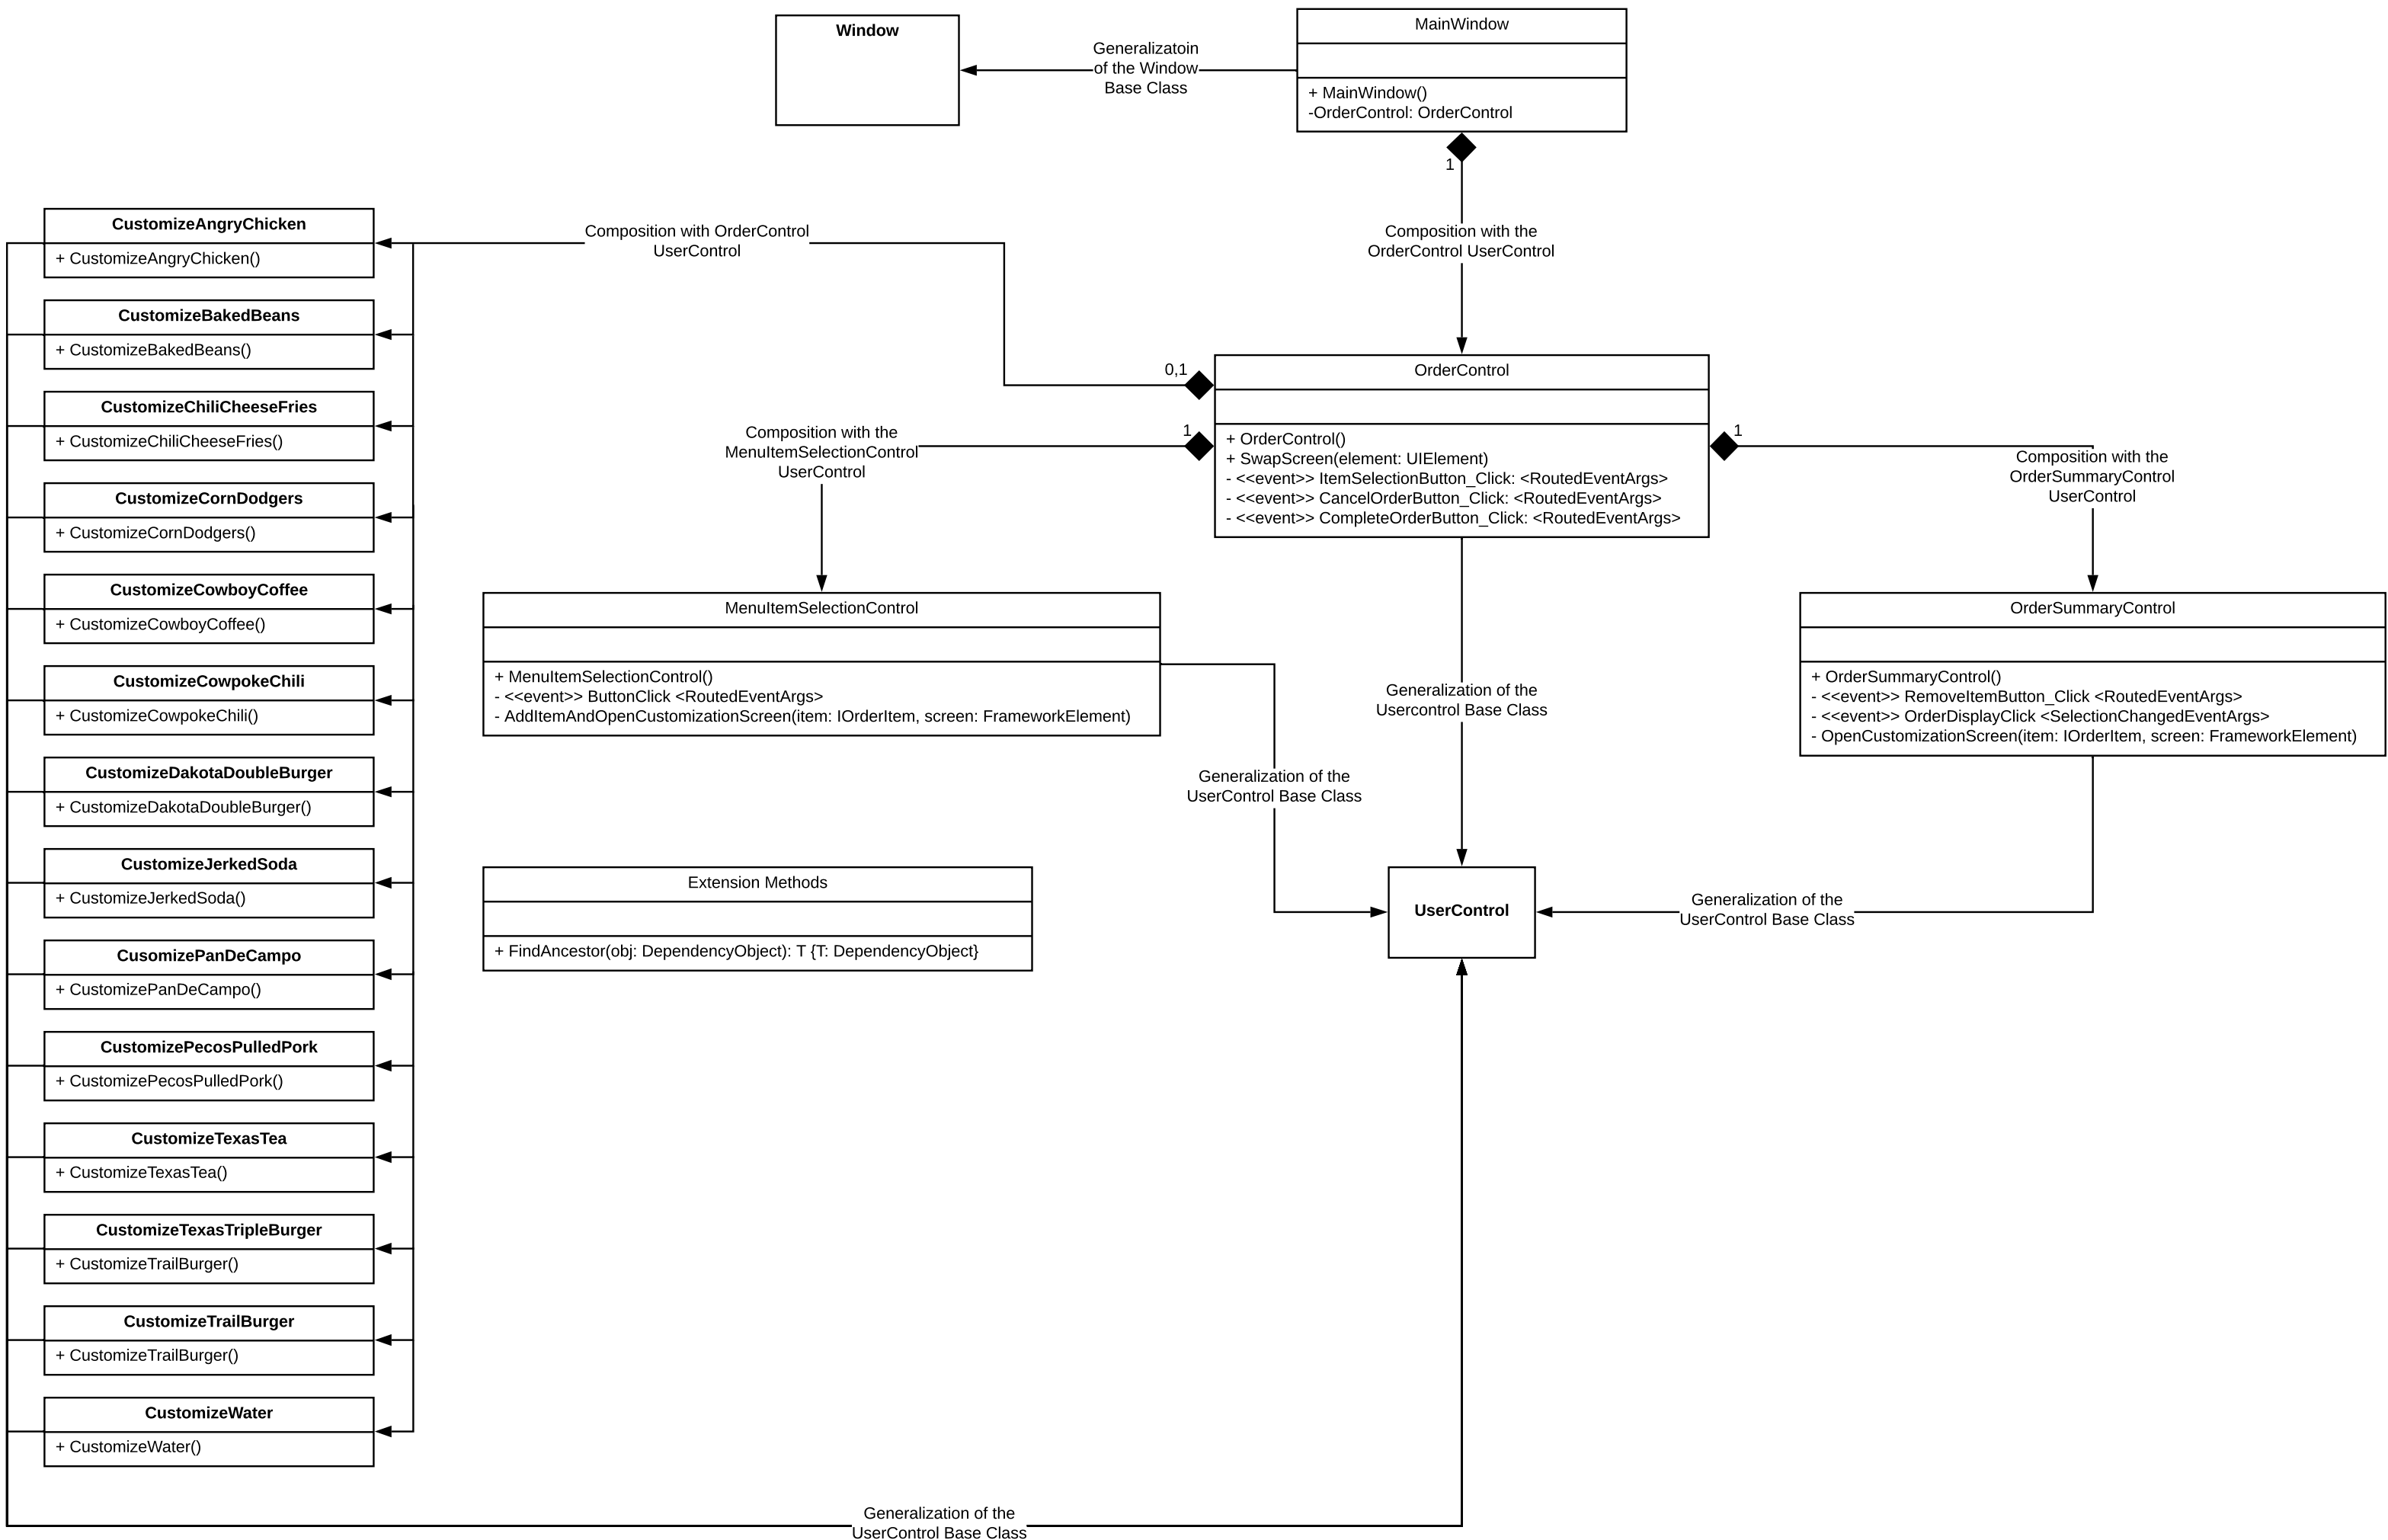 Window
MainWindow
+ MainWindow()
-OrderControl: OrderControl
Generalizatoin
of the Window
Base Class
1
Composition with the
OrderControl UserControl
Composition with OrderControl
UserControl
0,1
OrderControl
+ OrderControl()
+ SwapScreen(element: UIElement)
- <<event>> ItemSelectionButton_Click: <RoutedEventArgs>
- <<event>> CancelOrderButton_Click: <RoutedEventArgs>
- <<event>> CompleteOrderButton_Click: <RoutedEventArgs>
1
Composition with the
MenuItemSelectionControl
UserControl
1
Composition with the
OrderSummaryControl
UserControl
MenuItemSelectionControl
+ MenuItemSelectionControl()
- <<event>> ButtonClick <RoutedEventArgs>
- AddItemAndOpenCustomizationScreen(item: IOrderItem, screen: FrameworkElement)
OrderSummaryControl
+ OrderSummaryControl()
- <<event>> RemoveItemButton_Click <RoutedEventArgs>
- <<event>> OrderDisplayClick <SelectionChangedEventArgs>
- OpenCustomizationScreen(item: IOrderItem, screen: FrameworkElement)
Generalization of the
Usercontrol Base Class
Generalization of the
UserControl Base Class
Extension Methods
+ FindAncestor(obj: DependencyObject): T {T: DependencyObject}
UserControl
Generalization of the
UserControl Base Class
CustomizeAngryChicken
+ CustomizeAngryChicken()
CustomizeBakedBeans
+ CustomizeBakedBeans()
CustomizeChiliCheeseFries
+ CustomizeChiliCheeseFries()
CustomizeCornDodgers
+ CustomizeCornDodgers()
CustomizeCowboyCoffee
+ CustomizeCowboyCoffee()
CustomizeCowpokeChili
+ CustomizeCowpokeChili()
CustomizeDakotaDoubleBurger
+ CustomizeDakotaDoubleBurger()
CustomizeJerkedSoda
+ CustomizeJerkedSoda()
CusomizePanDeCampo
+ CustomizePanDeCampo()
CustomizePecosPulledPork
+ CustomizePecosPulledPork()
CustomizeTexasTea
+ CustomizeTexasTea()
CustomizeTexasTripleBurger
+ CustomizeTrailBurger()
CustomizeTrailBurger
+ CustomizeTrailBurger()
CustomizeWater
+ CustomizeWater()
Generalization of the
UserControl Base Class